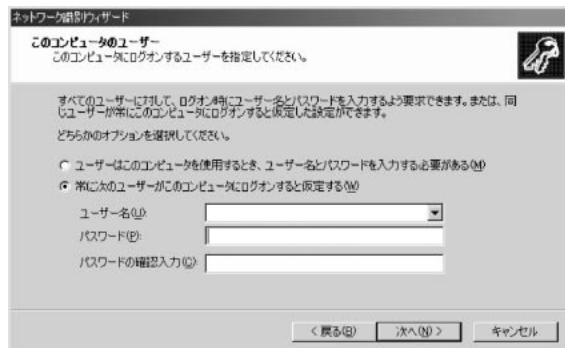 ネットワーク識別ウィザード
このコンピュータのユーザー
このコンピュータにログオンするユーザーを指定してください。
すべてのユーザーに対して、ログオン時にユーザー名とパスワードを入力するよう要求できます。または、同
じユーザーが常にこのコンピュータにログオンすると仮定した設定ができます。
どちらかのオプションを選択してください。
ユーザーはこのコンピュータを使用するとき、ユーザー名とパスワードを入力する必要がある(M)
常に次のユーザーがこのコンピュータにログオンすると仮定する(W)
ユーザー名(U):
パスワード(P):
パスワードの確認入力(C):
< 戻る(B)
次へ(N) >
キャンセル